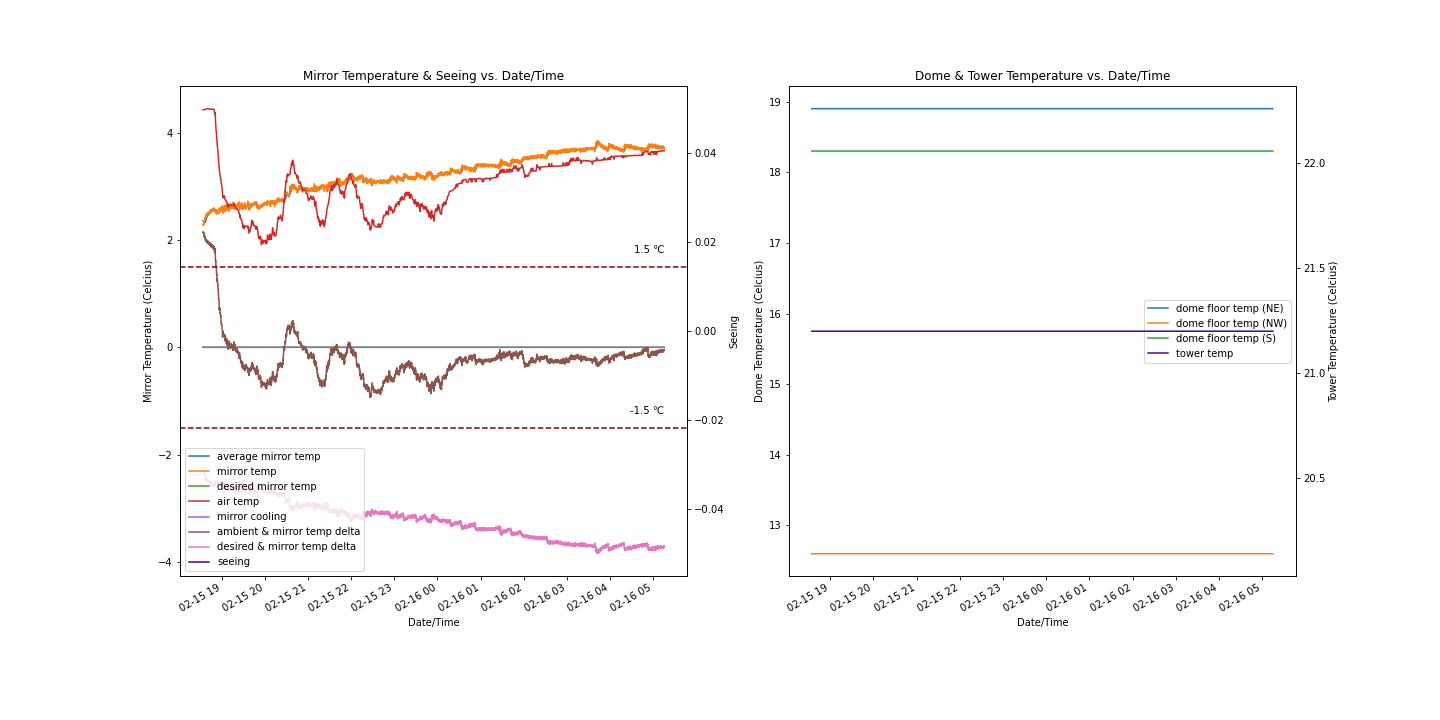 Mirror Temperature & Seeing vs. Date/Time
4
2
0
−2
−4
Mirror Temperature (Celcius)
1.5 °C
-1.5 °C
average mirror temp
mirror temp
desired mirror temp
air temp
mirror cooling
ambient & mirror temp delta
desired & mirror temp delta
seeing
0.04
0.02
0.00
−0.02
−0.04
Seeing
02-15 19
02-15 20
02-15 21
02-15 22
02-15 23
02-16 00
02-16 01
02-16 02
02-16 03
02-16 04
02-16 05
Date/Time
Dome & Tower Temperature vs. Date/Time
19
18
17
16
15
14
13
Dome Temperature (Celcius)
dome floor temp (NE)
dome floor temp (NW)
dome floor temp (S)
tower temp
22.0
21.5
21.0
20.5
Tower Temperature (Celcius)
02-15 19
02-15 20
02-15 21
02-15 22
02-15 23
02-16 00
02-16 01
02-16 02
02-16 03
02-16 04
02-16 05
Date/Time